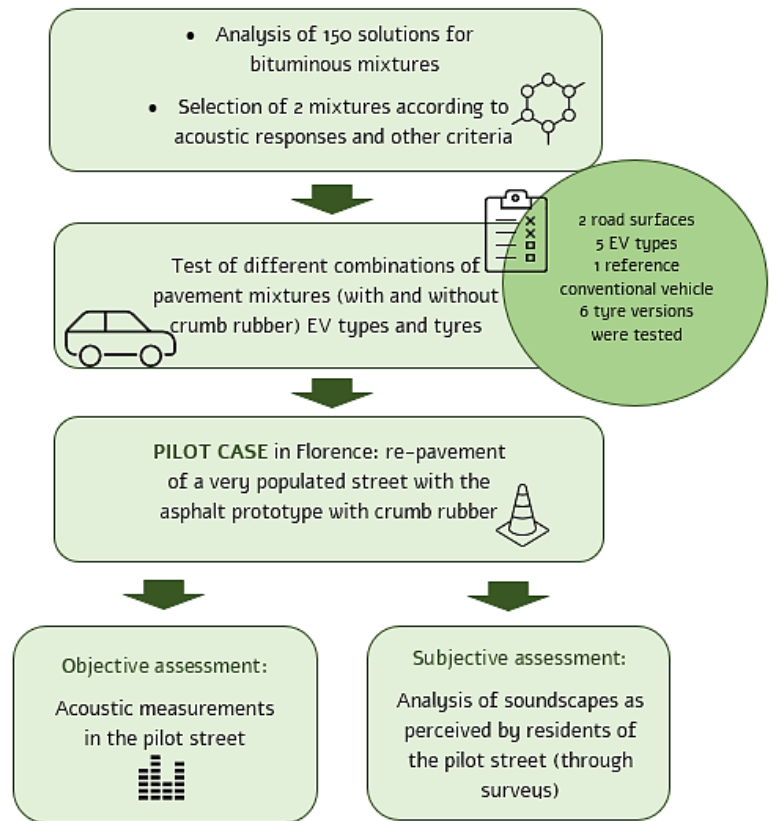 • Analysis of 150 solutions for
bituminous mixtures
• Selection of 2 mixtures according to
acoustic responses and other criteria
Test of different combinations of
pavement mixtures (with and without
crumb rubber) EV types and tyres
2 road surfaces
5 EV types
1 reference
conventional vehicle
6 tyre versions
were tested
PILOT CASE in Florence: re-pavement
of a very populated street with the
asphalt prototype with crumb rubber
Objective assessment:
Acoustic measurements
in the pilot street
Subjective assessment:
Analysis of soundscapes as
perceived by residents of
the pilot street (through
surveys)